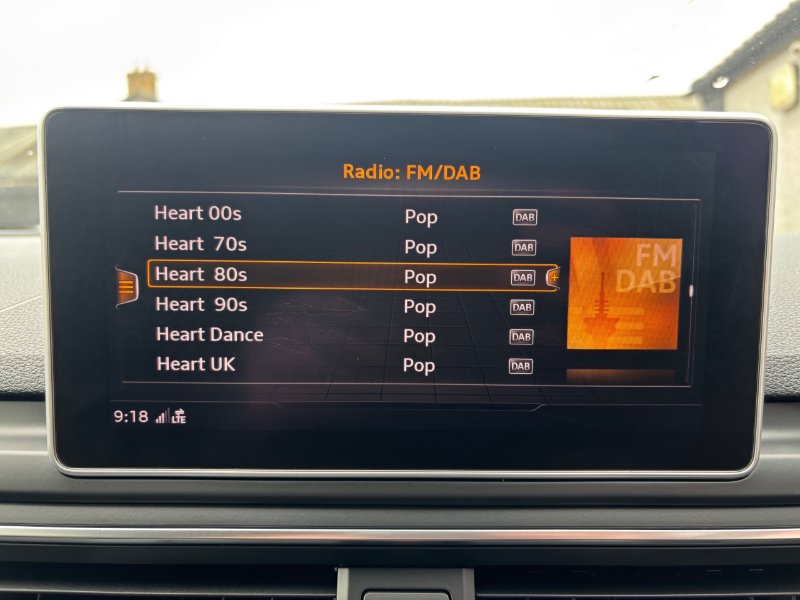 Radio: FM/DAB
Heart 00s Pop DAB
Heart 70s Pop DAB
Heart 80s Pop DAB
Heart 90s Pop DAB
Heart Dance Pop DAB
Heart UK Pop DAB
FM
DAB
9:18 LTE